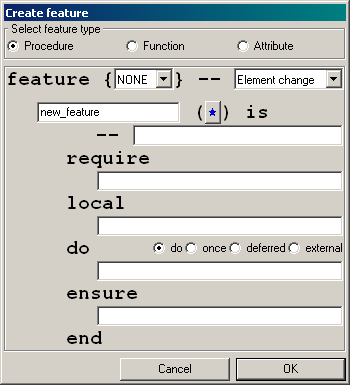 Create feature
Select feature type
Procedure Function Attribute
feature { NONE } -- Element change
new_feature ( * ) is
--
require
local
do do once deferred external
ensure
end
Cancel OK